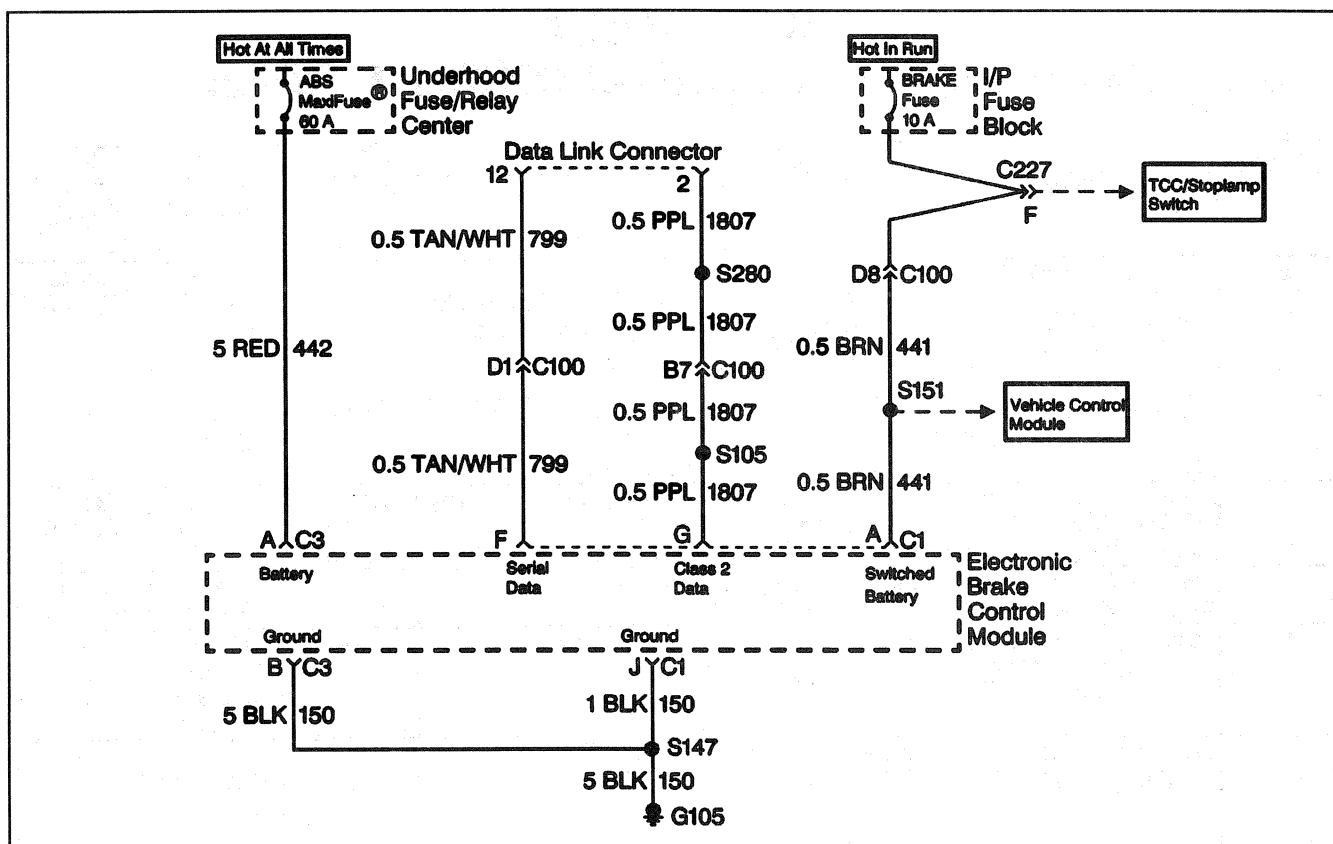 Hot At All Times
ABS
MaxiFuse®
60 A
Underhood
Fuse/Relay
Center
Hot In Run
BRAKE
Fuse
10 A
I/P
Fuse
Block
Data Link Connector
12
2
C227
F
TCC/Stoplamp
Switch
0.5 TAN/WHT 799
0.5 PPL 1807
S280
D8 C100
0.5 PPL 1807
5 RED 442
0.5 BRN 441
D1 C100
B7 C100
S151
0.5 PPL 1807
Vehicle Control
Module
0.5 TAN/WHT 799
S105
0.5 PPL 1807
0.5 BRN 441
A C3
F
G
A C1
Battery
Serial
Data
Class 2
Data
Switched
Battery
Electronic
Brake
Control
Module
Ground
Ground
B C3
J C1
5 BLK 150
1 BLK 150
S147
5 BLK 150
G105